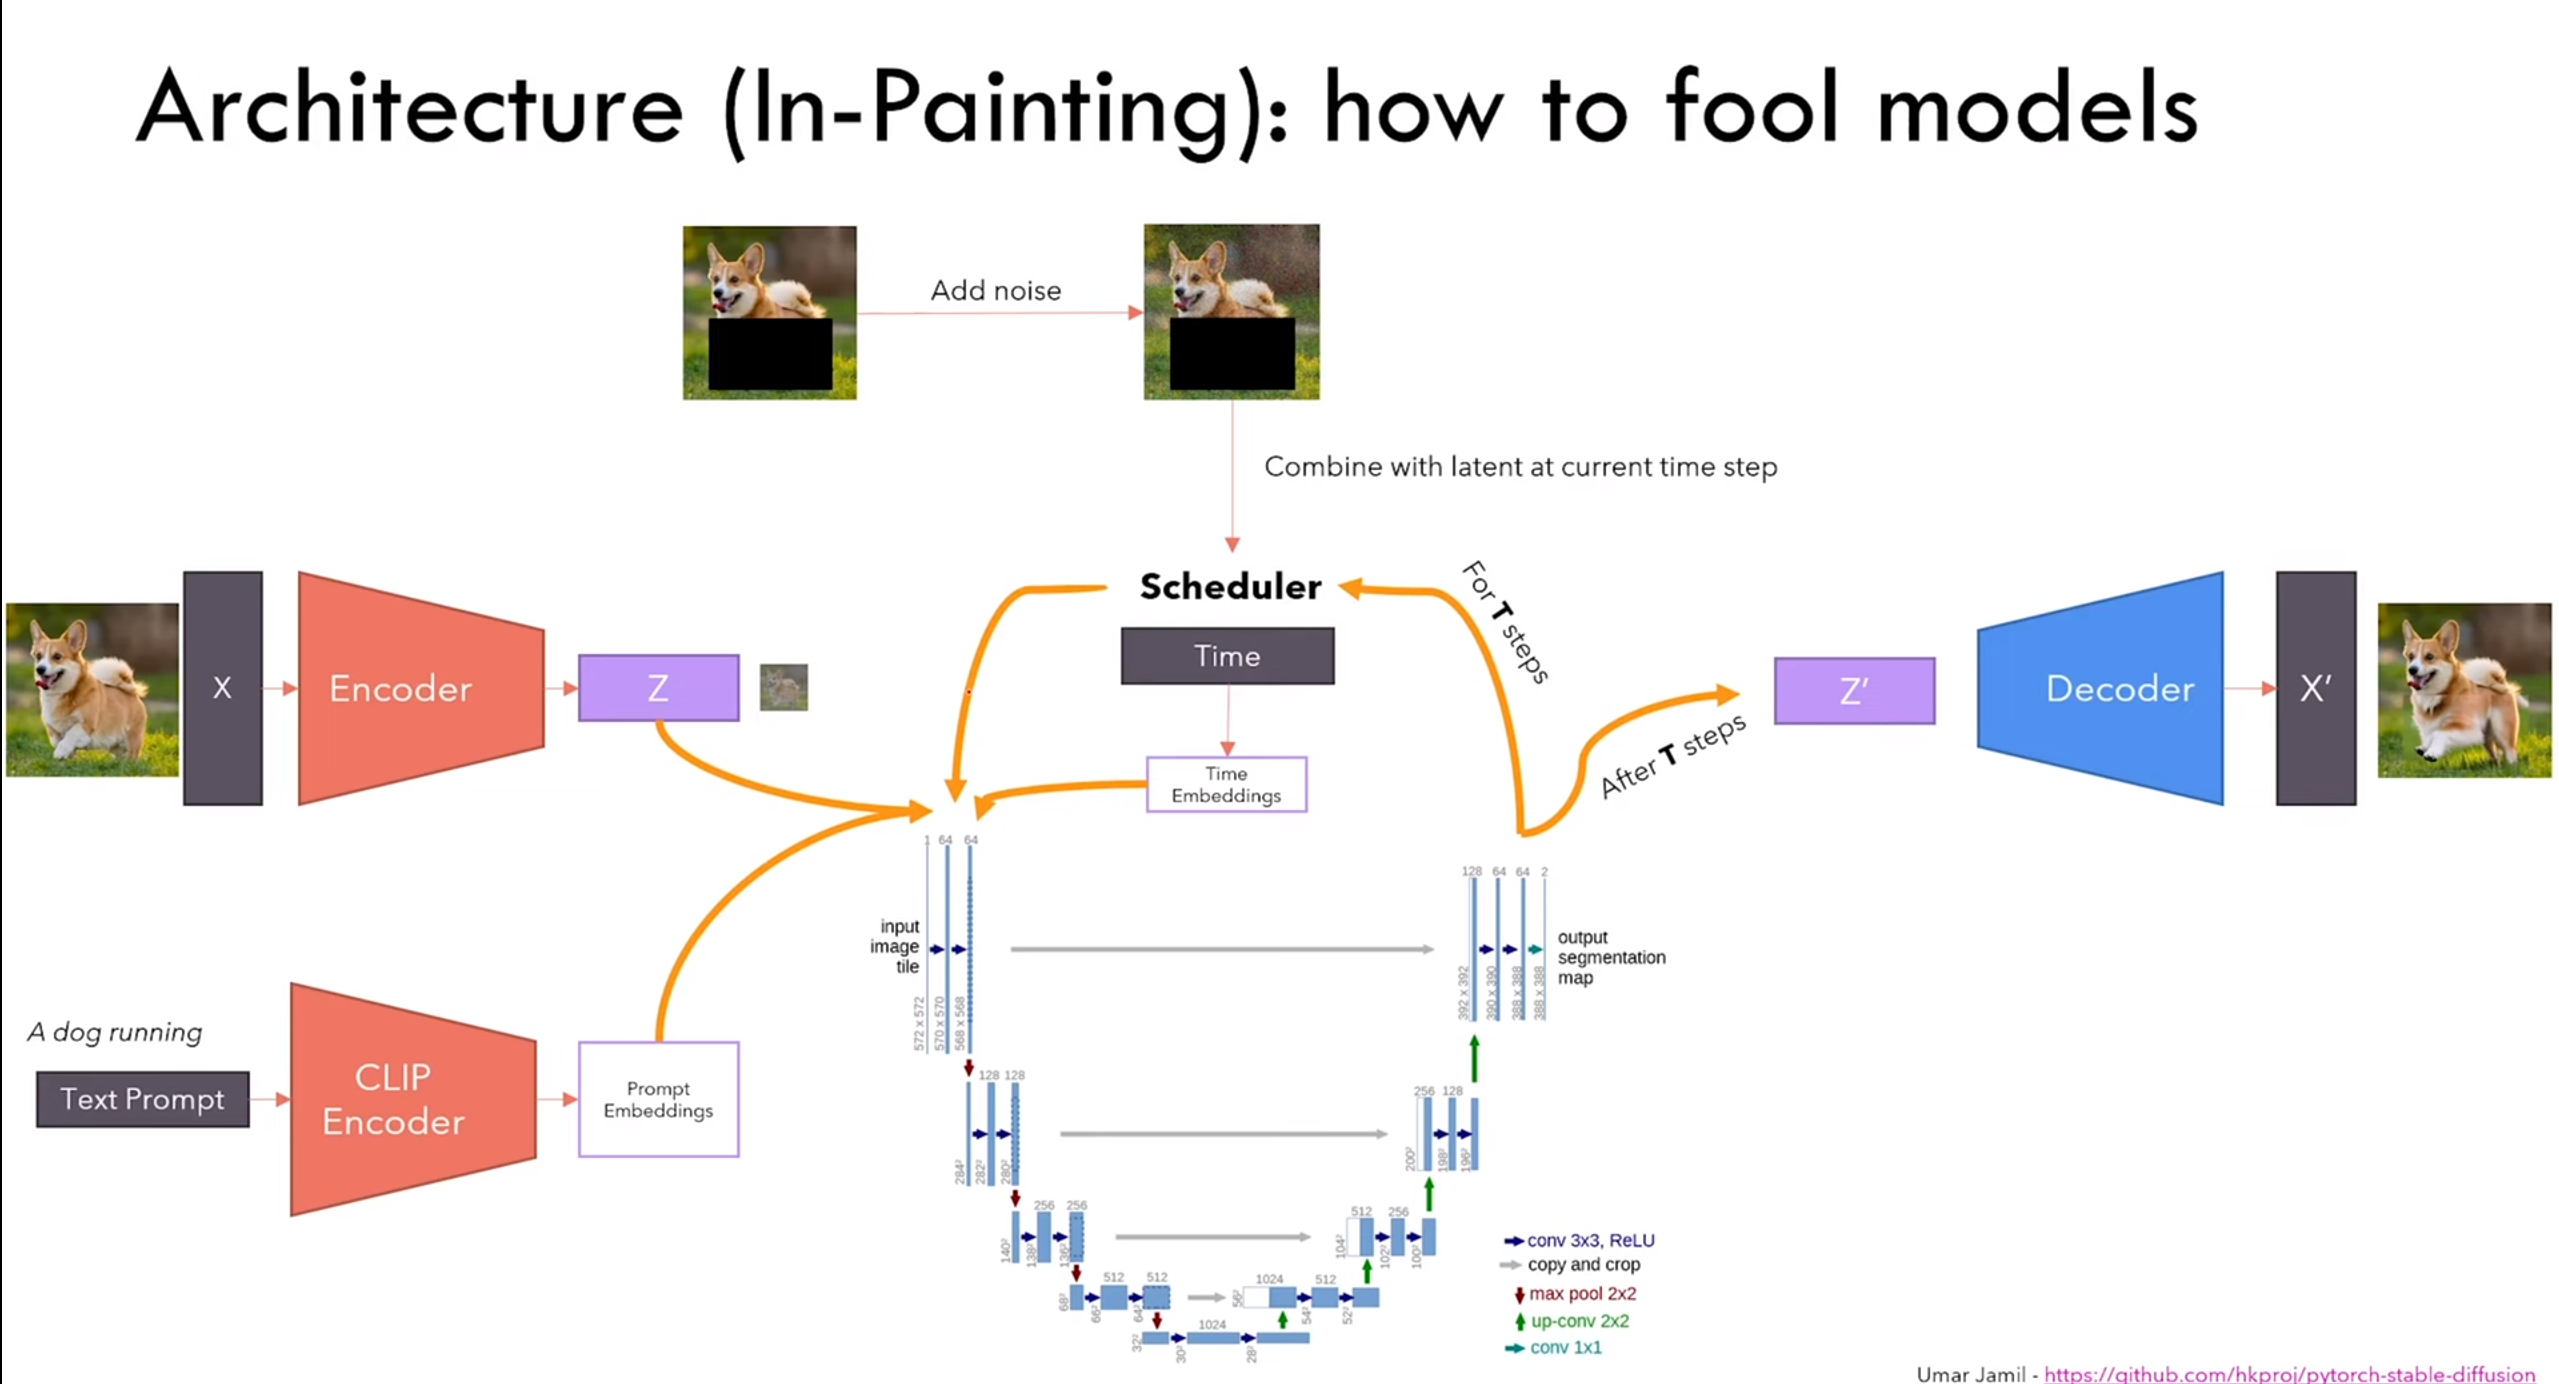 Architecture (In-Painting): how to fool models
Add noise
Combine with latent at current time step
Scheduler
For T steps
Time
X
Encoder
Z
Time
Embeddings
After T steps
Z'
Decoder
X'
A dog running
Text Prompt
CLIP
Encoder
Prompt
Embeddings
1 64 64
input
image
tile
572 x 572
570 x 570
568 x 568
128 64 64 2
output
segmentation
map
392 x 392
390 x 390
388 x 388
388 x 388
128 128
284²
282²
280²
256 128
200²
198²
196²
256 256
140²
138²
136²
512 256
104²
102²
100²
512 512
68²
66²
64²
1024 512
56²
54²
52²
1024
32²
30²
28²
conv 3x3, ReLU
copy and crop
max pool 2x2
up-conv 2x2
conv 1x1
Umar Jamil - https://github.com/hkproj/pytorch-stable-diffusion